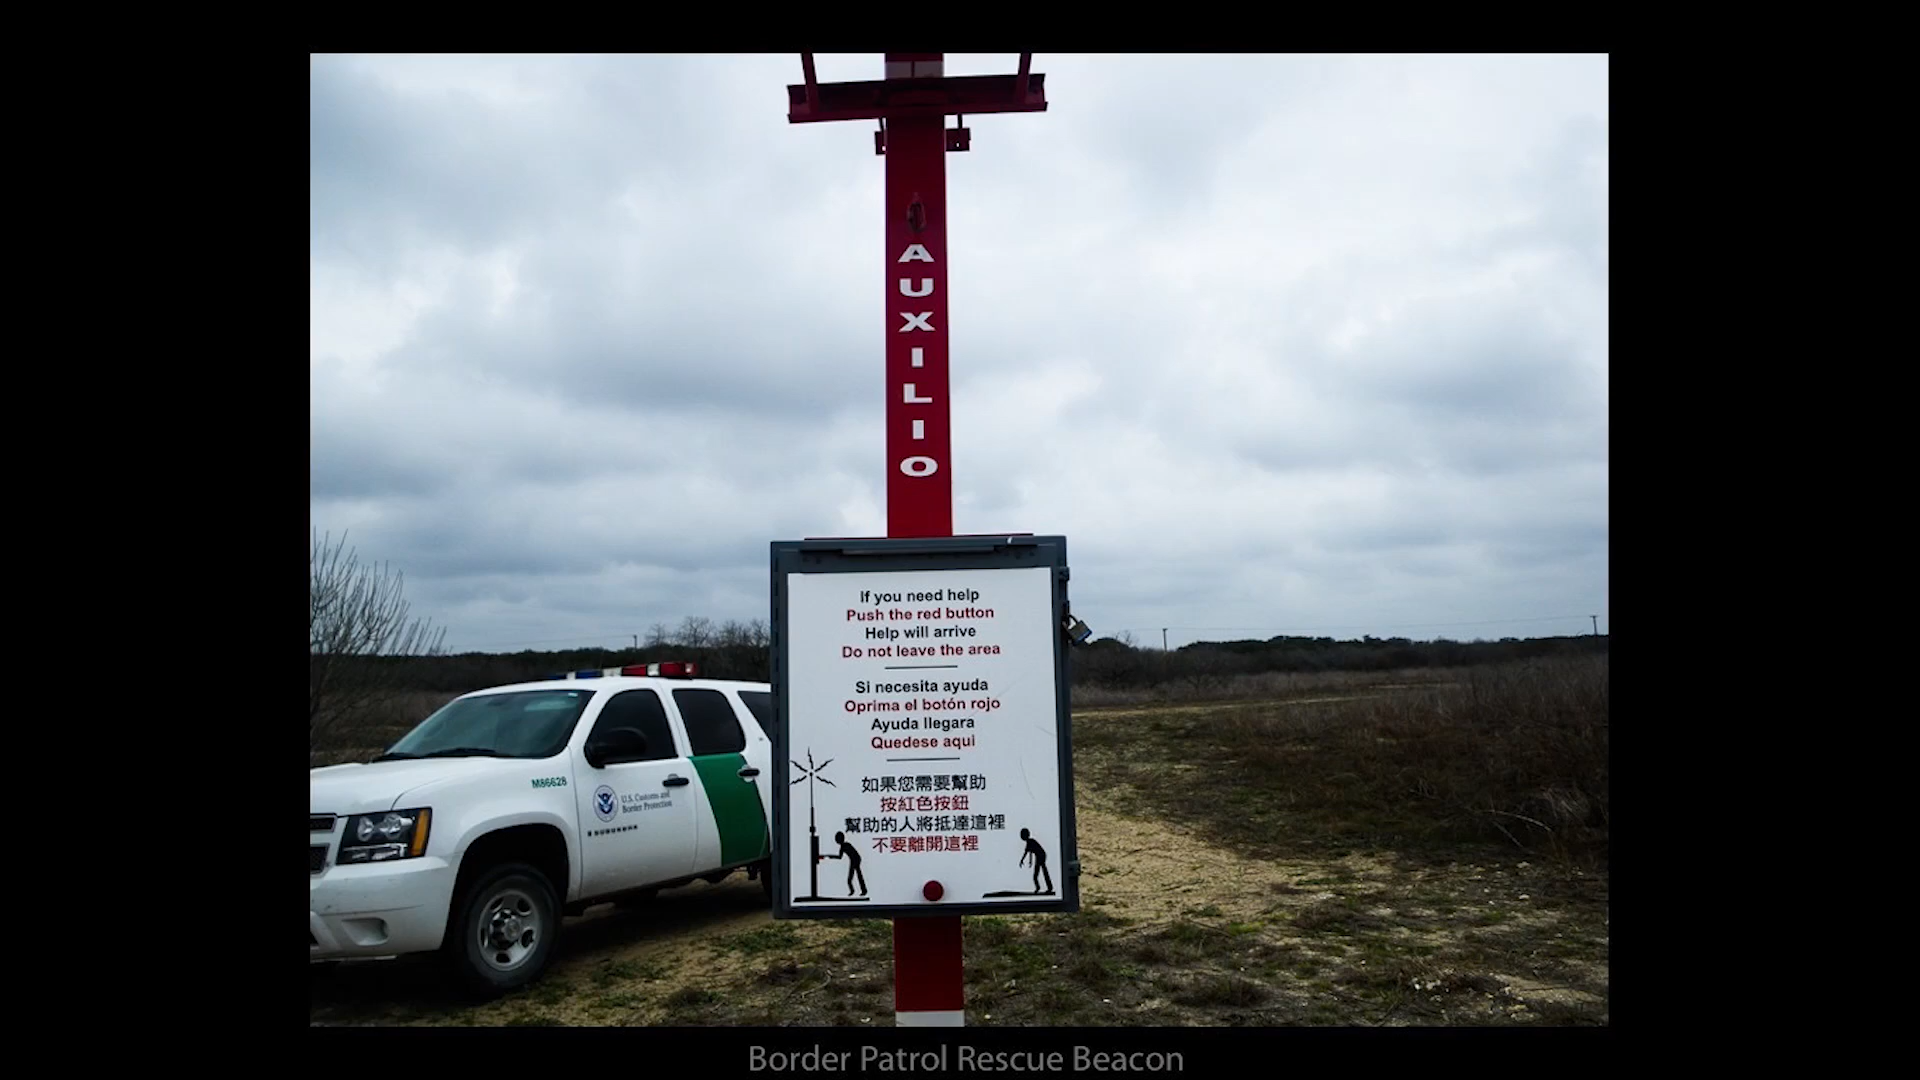 AUXILIO
If you need help
Push the red button
Help will arrive
Do not leave the area
Si necesita ayuda
Oprima el botón rojo
Ayuda llegara
Quedese aqui
如果您需要幫助
按紅色按鈕
幫助的人將抵達這裡
不要離開這裡
M86628
U.S. Customs and
Border Protection
Border Patrol Rescue Beacon